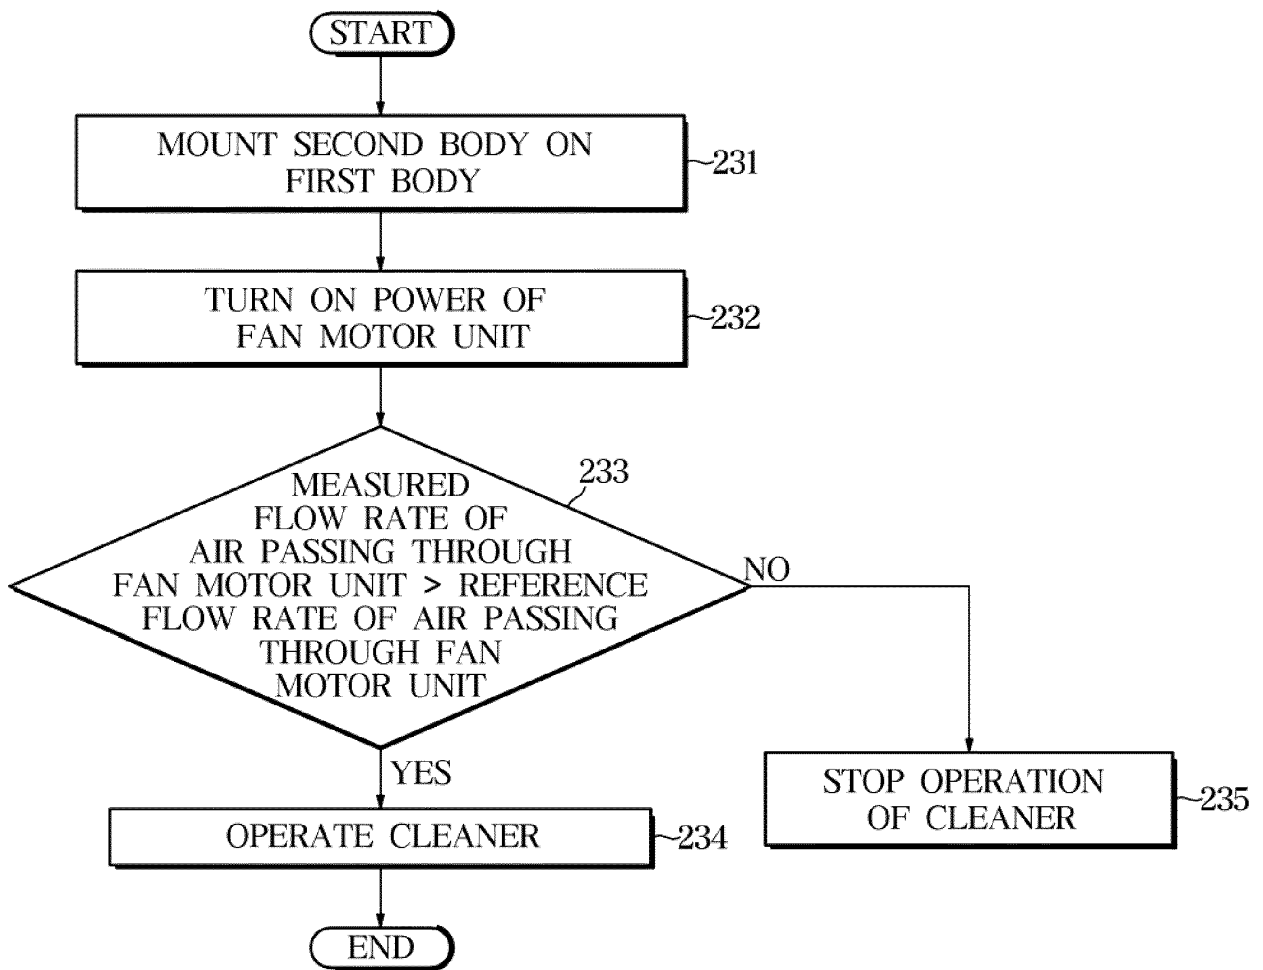 START
MOUNT SECOND BODY ON
FIRST BODY
231
TURN ON POWER OF
FAN MOTOR UNIT
232
233
MEASURED
FLOW RATE OF
AIR PASSING THROUGH
FAN MOTOR UNIT > REFERENCE
FLOW RATE OF AIR PASSING
THROUGH FAN
MOTOR UNIT
NO
YES
STOP OPERATION
OF CLEANER
235
OPERATE CLEANER
234
END